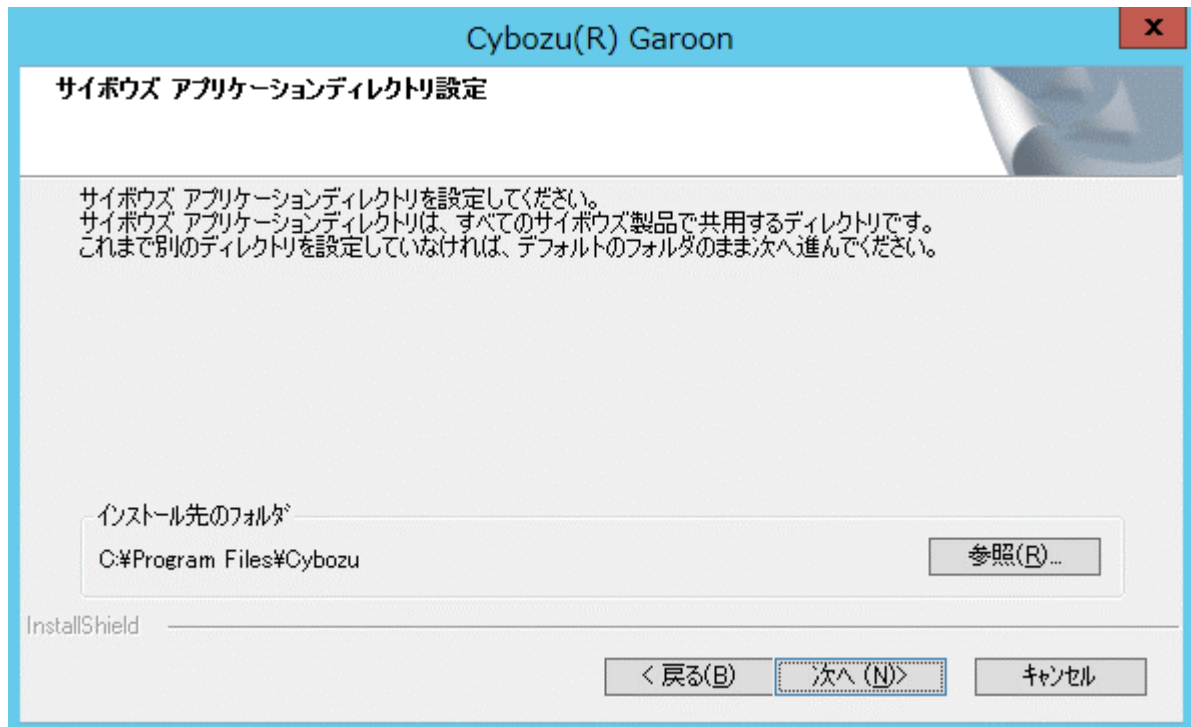 Cybozu(R) Garoon
x
サイボウズ アプリケーションディレクトリ設定
サイボウズ アプリケーションディレクトリを設定してください。
サイボウズ アプリケーションディレクトリは、すべてのサイボウズ製品で共用するディレクトリです。
これまで別のディレクトリを設定していなければ、デフォルトのフォルダのまま次へ進んでください。
インストール先のフォルダ
C:¥Program Files¥Cybozu
参照(R)...
InstallShield
< 戻る(B)
次へ (N)>
キャンセル